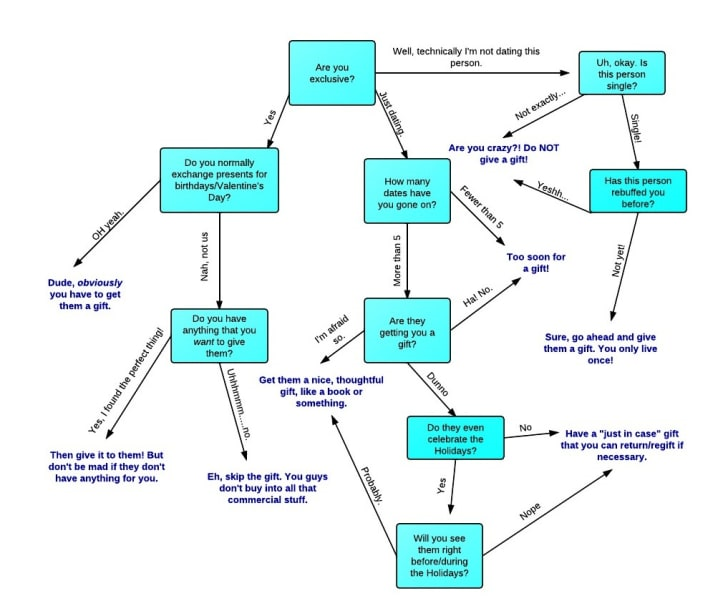 Well, technically I'm not dating this
person.
Are you
exclusive?
Uh, okay. Is
this person
single?
Yes
Just dating.
Not exactly...
Single!
Are you crazy?! Do NOT
give a gift!
Do you normally
exchange presents for
birthdays/Valentine's
Day?
How many
dates have
you gone on?
Has this person
rebuffed you
before?
Yeshh...
Fewer than 5
OH yeah.
Nah, not us
More than 5
Not yet!
Too soon for
a gift!
Dude, obviously
you have to get
them a gift.
Ha! No.
Do you have
anything that you
want to give
them?
Are they
getting you a
gift?
I'm afraid
so.
Sure, go ahead and give
them a gift. You only live
once!
Yes, I found the perfect thing!
Uhhhmmm.....no.
Get them a nice, thoughtful
gift, like a book or
something.
Dunno
Do they even
celebrate the
Holidays?
No
Have a "just in case" gift
that you can return/regift if
necessary.
Then give it to them! But
don't be mad if they don't
have anything for you.
Eh, skip the gift. You guys
don't buy into all that
commercial stuff.
Probably.
Yes
Nope
Will you see
them right
before/during
the Holidays?